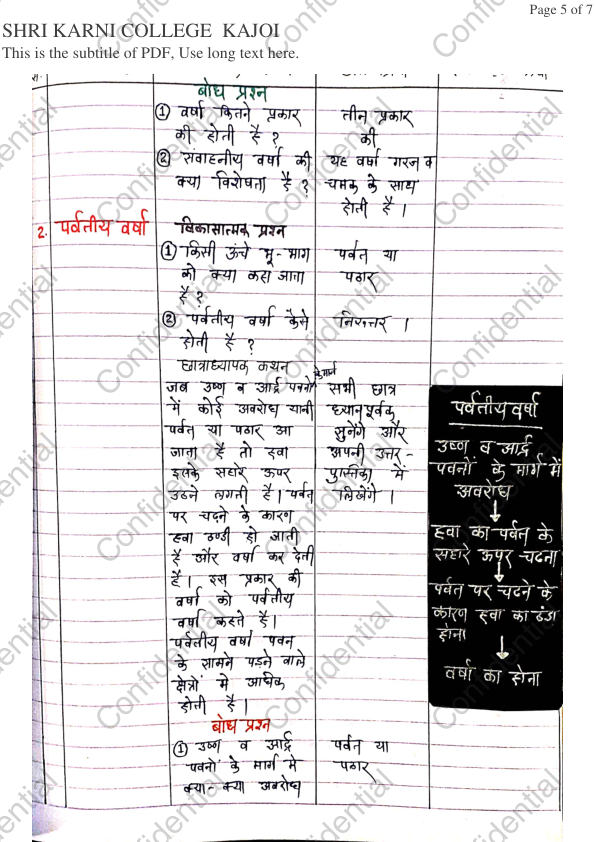 Page 5 of 7
SHRI KARNI COLLEGE KAJOI
This is the subtitle of PDF, Use long text here.
बोध प्रश्न
① वर्षा कितने प्रकार की होती है ?
तीन प्रकार की
② संवाहनीय वर्षा की क्या विशेषता है ?
यह वर्षा गरज व चमक के साथ होती है ।
2. पर्वतीय वर्षा
विकासात्मक प्रश्न
① किसी ऊंचे भू-भाग को क्या कहा जाता है ?
पर्वत या पठार
② पर्वतीय वर्षा कैसे होती है ?
निरुत्तर ।
छात्राध्यापक कथन
जब उष्ण व आर्द्र पवनों के मार्ग
में कोई अवरोध यानी
पर्वत या पठार आ
जाता है तो हवा
इसके सहारे ऊपर
उठने लगती है। पर्वत
पर चढ़ने के कारण
हवा ठण्डी हो जाती
है और वर्षा कर देती
है। इस प्रकार की
वर्षा को पर्वतीय
वर्षा कहते है।
पर्वतीय वर्षा पवन
के सामने पड़ने वाले
क्षेत्रों मे अधिक
होती है ।
सभी छात्र
ध्यानपूर्वक
सुनेंगे और
अपनी उत्तर-
पुस्तिका में
लिखेंगे ।
पर्वतीय वर्षा
उष्ण व आर्द्र
पवनों के मार्ग में
अवरोध
हवा का पर्वत के
सहारे ऊपर चढना
पर्वत पर चढने के
कारण हवा का ठंडा
होना
वर्षा का होना
बोध प्रश्न
① उष्ण व आर्द्र
पवनों के मार्ग मे
क्या-क्या अवरोध
पर्वत या
पठार
Confidential